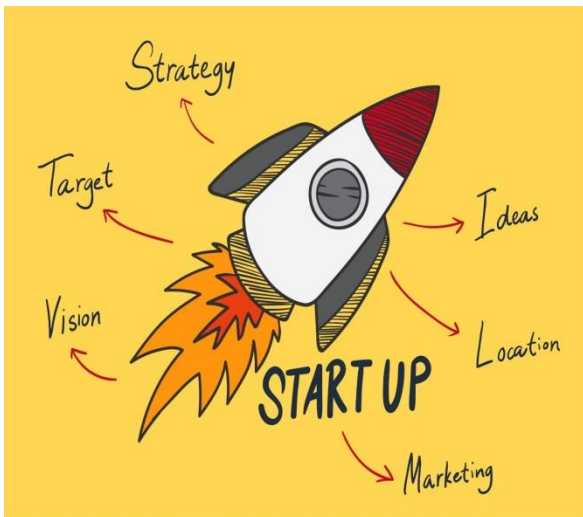 Strategy
Target
Ideas
Vision
Location
START UP
Marketing